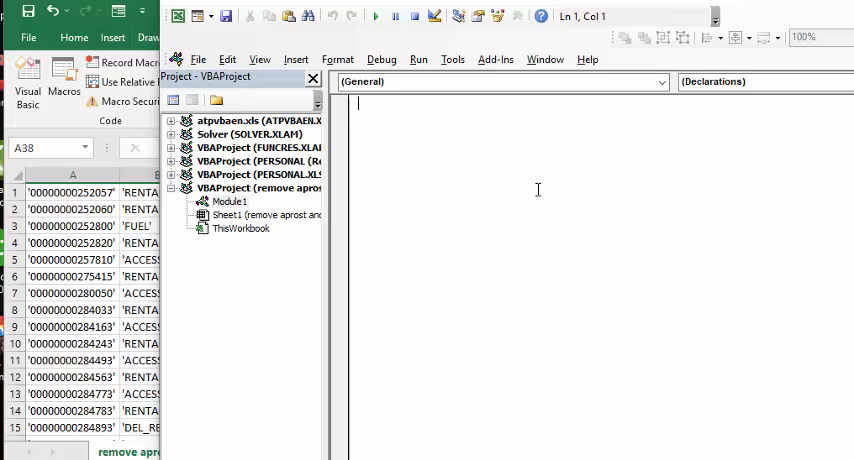 Ln 1, Col 1
100%
File Home Insert Draw
File Edit View Insert Format Debug Run Tools Add-Ins Window Help
Visual Basic
Macros
Record Macr
Use Relative
Macro Securi
Code
Project - VBAProject
(General)
(Declarations)
atpvbaen.xls (ATPVBAEN.X
Solver (SOLVER.XLAM)
VBAProject (FUNCRES.XLAM
VBAProject (PERSONAL (Re
VBAProject (PERSONAL.XLS
VBAProject (remove apros
Module1
Sheet1 (remove aprost and
ThisWorkbook
A38
A
1 '00000000252057' 'RENTA
2 '00000000252060' 'RENTA
3 '00000000252800' 'FUEL'
4 '00000000252820' 'RENTA
5 '00000000257810' 'ACCESS
6 '00000000275415' 'RENTA
7 '00000000280050' 'ACCESS
8 '00000000284033' 'RENTA
9 '00000000284163' 'ACCESS
10 '00000000284243' 'RENTA
11 '00000000284493' 'ACCESS
12 '00000000284563' 'RENTA
13 '00000000284773' 'ACCESS
14 '00000000284783' 'RENTA
15 '00000000284893' 'DEL_RE
remove apro